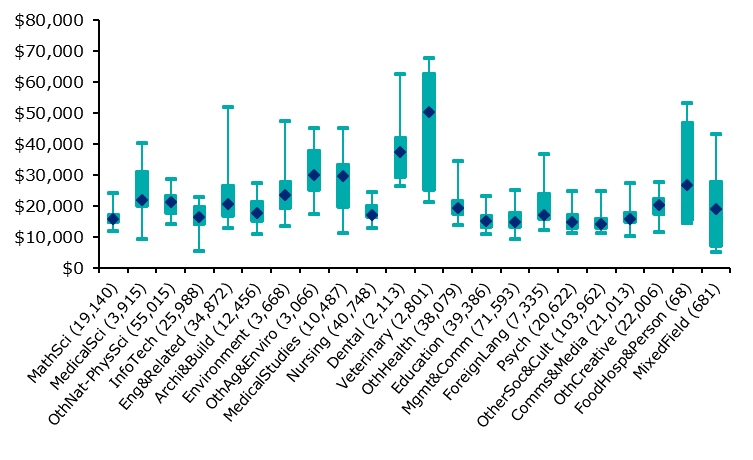 $80,000
$70,000
$60,000
$50,000
$40,000
$30,000
$20,000
$10,000
$0
MathSci (19,140)
MedicalSci (3,915)
OthNat-PhysSci (55,015)
InfoTech (25,988)
Eng&Related (34,872)
Archi&Build (12,456)
Environment (3,668)
OthAg&Enviro (3,066)
MedicalStudies (10,487)
Nursing (40,748)
Dental (2,113)
Veterinary (2,801)
OthHealth (38,079)
Education (39,386)
Mgmt&Comm (71,593)
ForeignLang (7,335)
Psych (20,622)
OtherSoc&Cult (103,962)
Comms&Media (21,013)
OthCreative (22,006)
FoodHosp&Person (68)
MixedField (681)